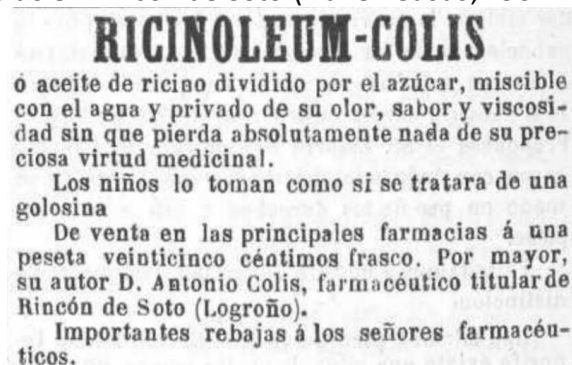 RICINOLEUM-COLIS
ó aceite de ricino dividido por el azúcar, miscible
con el agua y privado de su olor, sabor y viscosi-
dad sin que pierda absolutamente nada de su pre-
ciosa virtud medicinal.
Los niños lo toman como si se tratara de una
golosina
De venta en las principales farmacias á una
peseta veinticinco céntimos frasco. Por mayor,
su autor D. Antonio Colis, farmacéutico titular de
Rincón de Soto (Logroño).
Importantes rebajas á los señores farmacéu-
ticos.